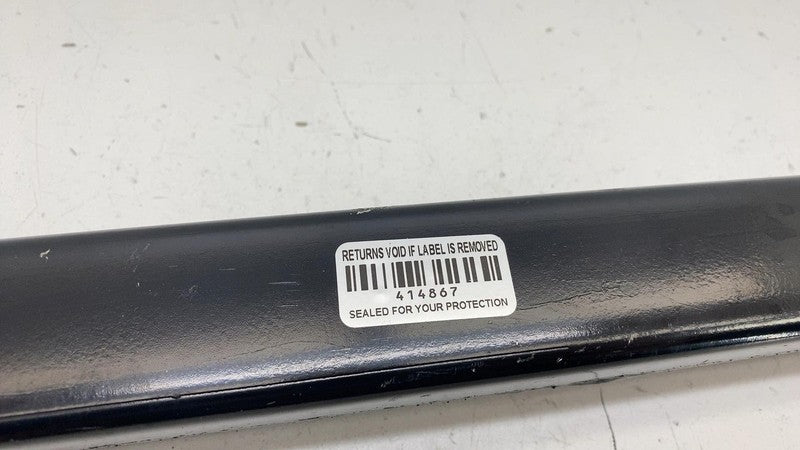 RETURNS VOID IF LABEL IS REMOVED
414867
SEALED FOR YOUR PROTECTION